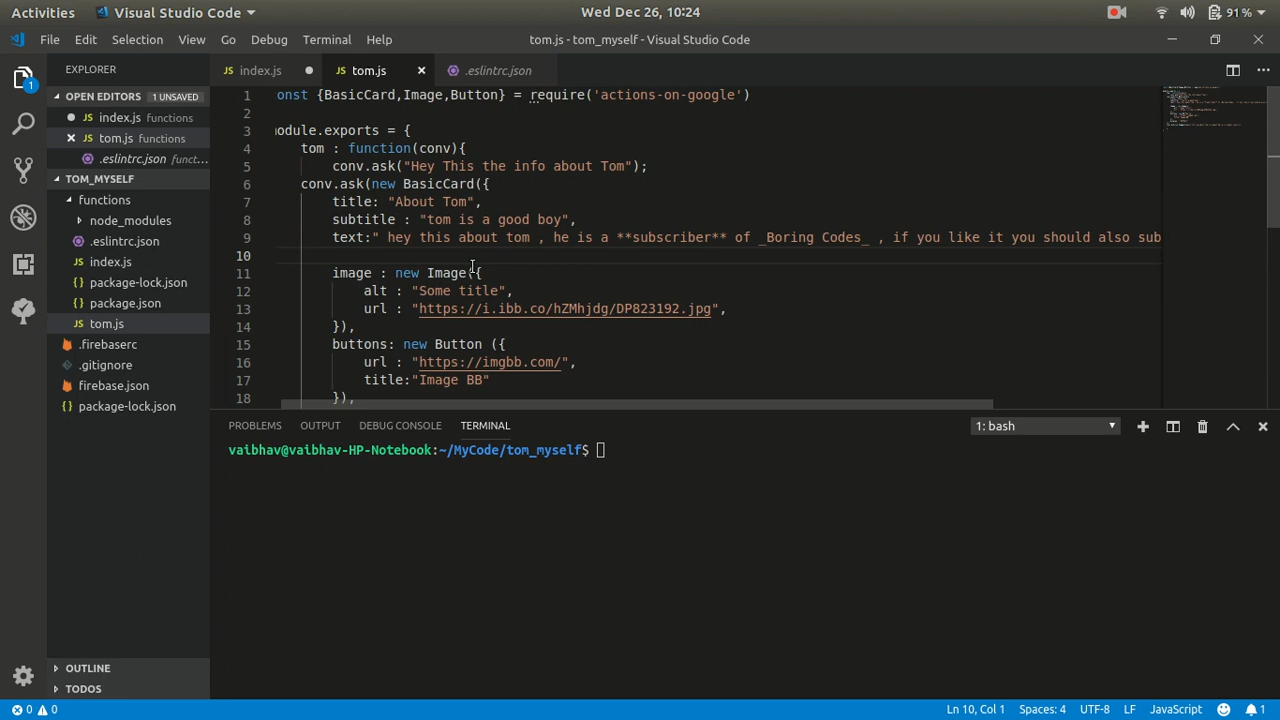 Activities Visual Studio Code Wed Dec 26, 10:24 91 %
File Edit Selection View Go Debug Terminal Help tom.js - tom_myself - Visual Studio Code
EXPLORER JS index.js JS tom.js .eslintrc.json
OPEN EDITORS 1 UNSAVED
JS index.js functions
JS tom.js functions
.eslintrc.json funct...
TOM_MYSELF
functions
node_modules
.eslintrc.json
JS index.js
package-lock.json
package.json
JS tom.js
.firebaserc
.gitignore
firebase.json
package-lock.json
OUTLINE
TODOS
1 onst {BasicCard,Image,Button} = require('actions-on-google')
2
3 odule.exports = {
4 tom : function(conv){
5 conv.ask("Hey This the info about Tom");
6 conv.ask(new BasicCard({
7 title: "About Tom",
8 subtitle : "tom is a good boy",
9 text:" hey this about tom , he is a **subscriber** of _Boring Codes_ , if you like it you should also sub
10
11 image : new Image({
12 alt : "Some title",
13 url : "https://i.ibb.co/hZMhjdg/DP823192.jpg",
14 }),
15 buttons: new Button ({
16 url : "https://imgbb.com/",
17 title:"Image BB"
18 }),
PROBLEMS OUTPUT DEBUG CONSOLE TERMINAL 1: bash
vaibhav@vaibhav-HP-Notebook:~/MyCode/tom_myself$
0 0 Ln 10, Col 1 Spaces: 4 UTF-8 LF JavaScript 1